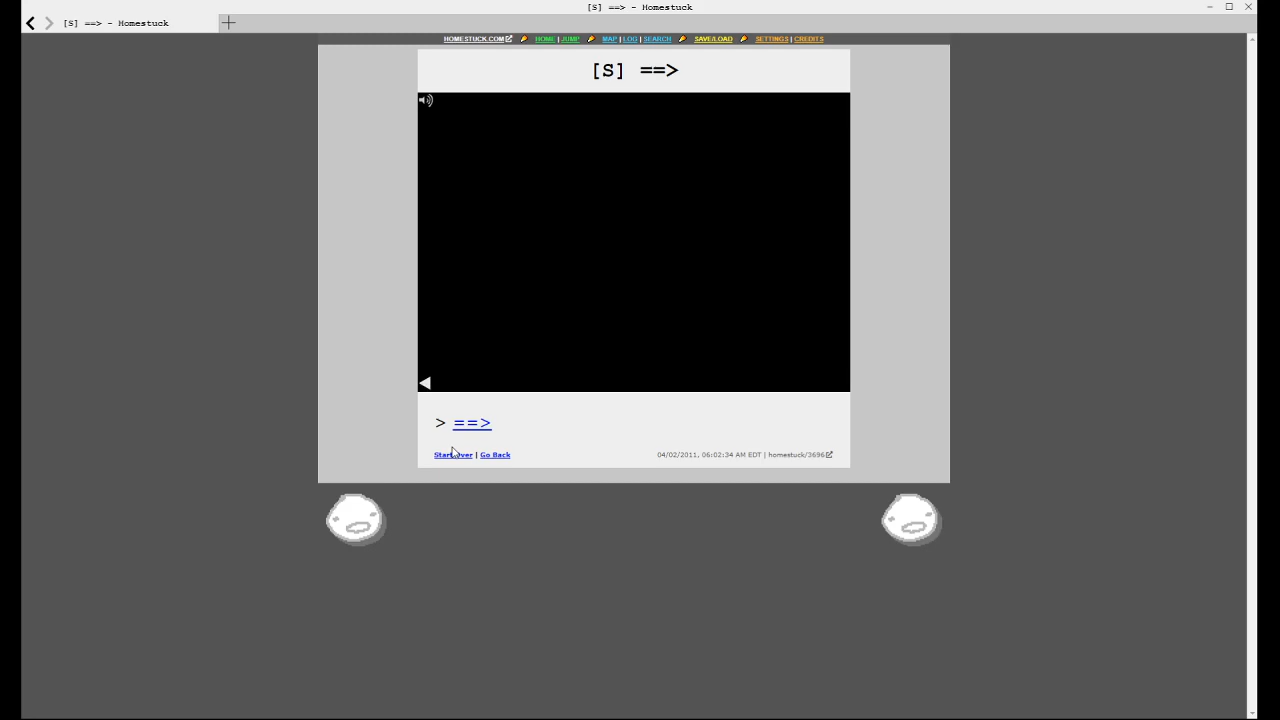 [S] ==> - Homestuck
[S] ==> - Homestuck
HOMESTUCK.COM HOME | JUMP MAP | LOG | SEARCH SAVE/LOAD SETTINGS | CREDITS
[S] ==>
> ==>
Start Over | Go Back 04/02/2011, 06:02:34 AM EDT | homestuck/3696